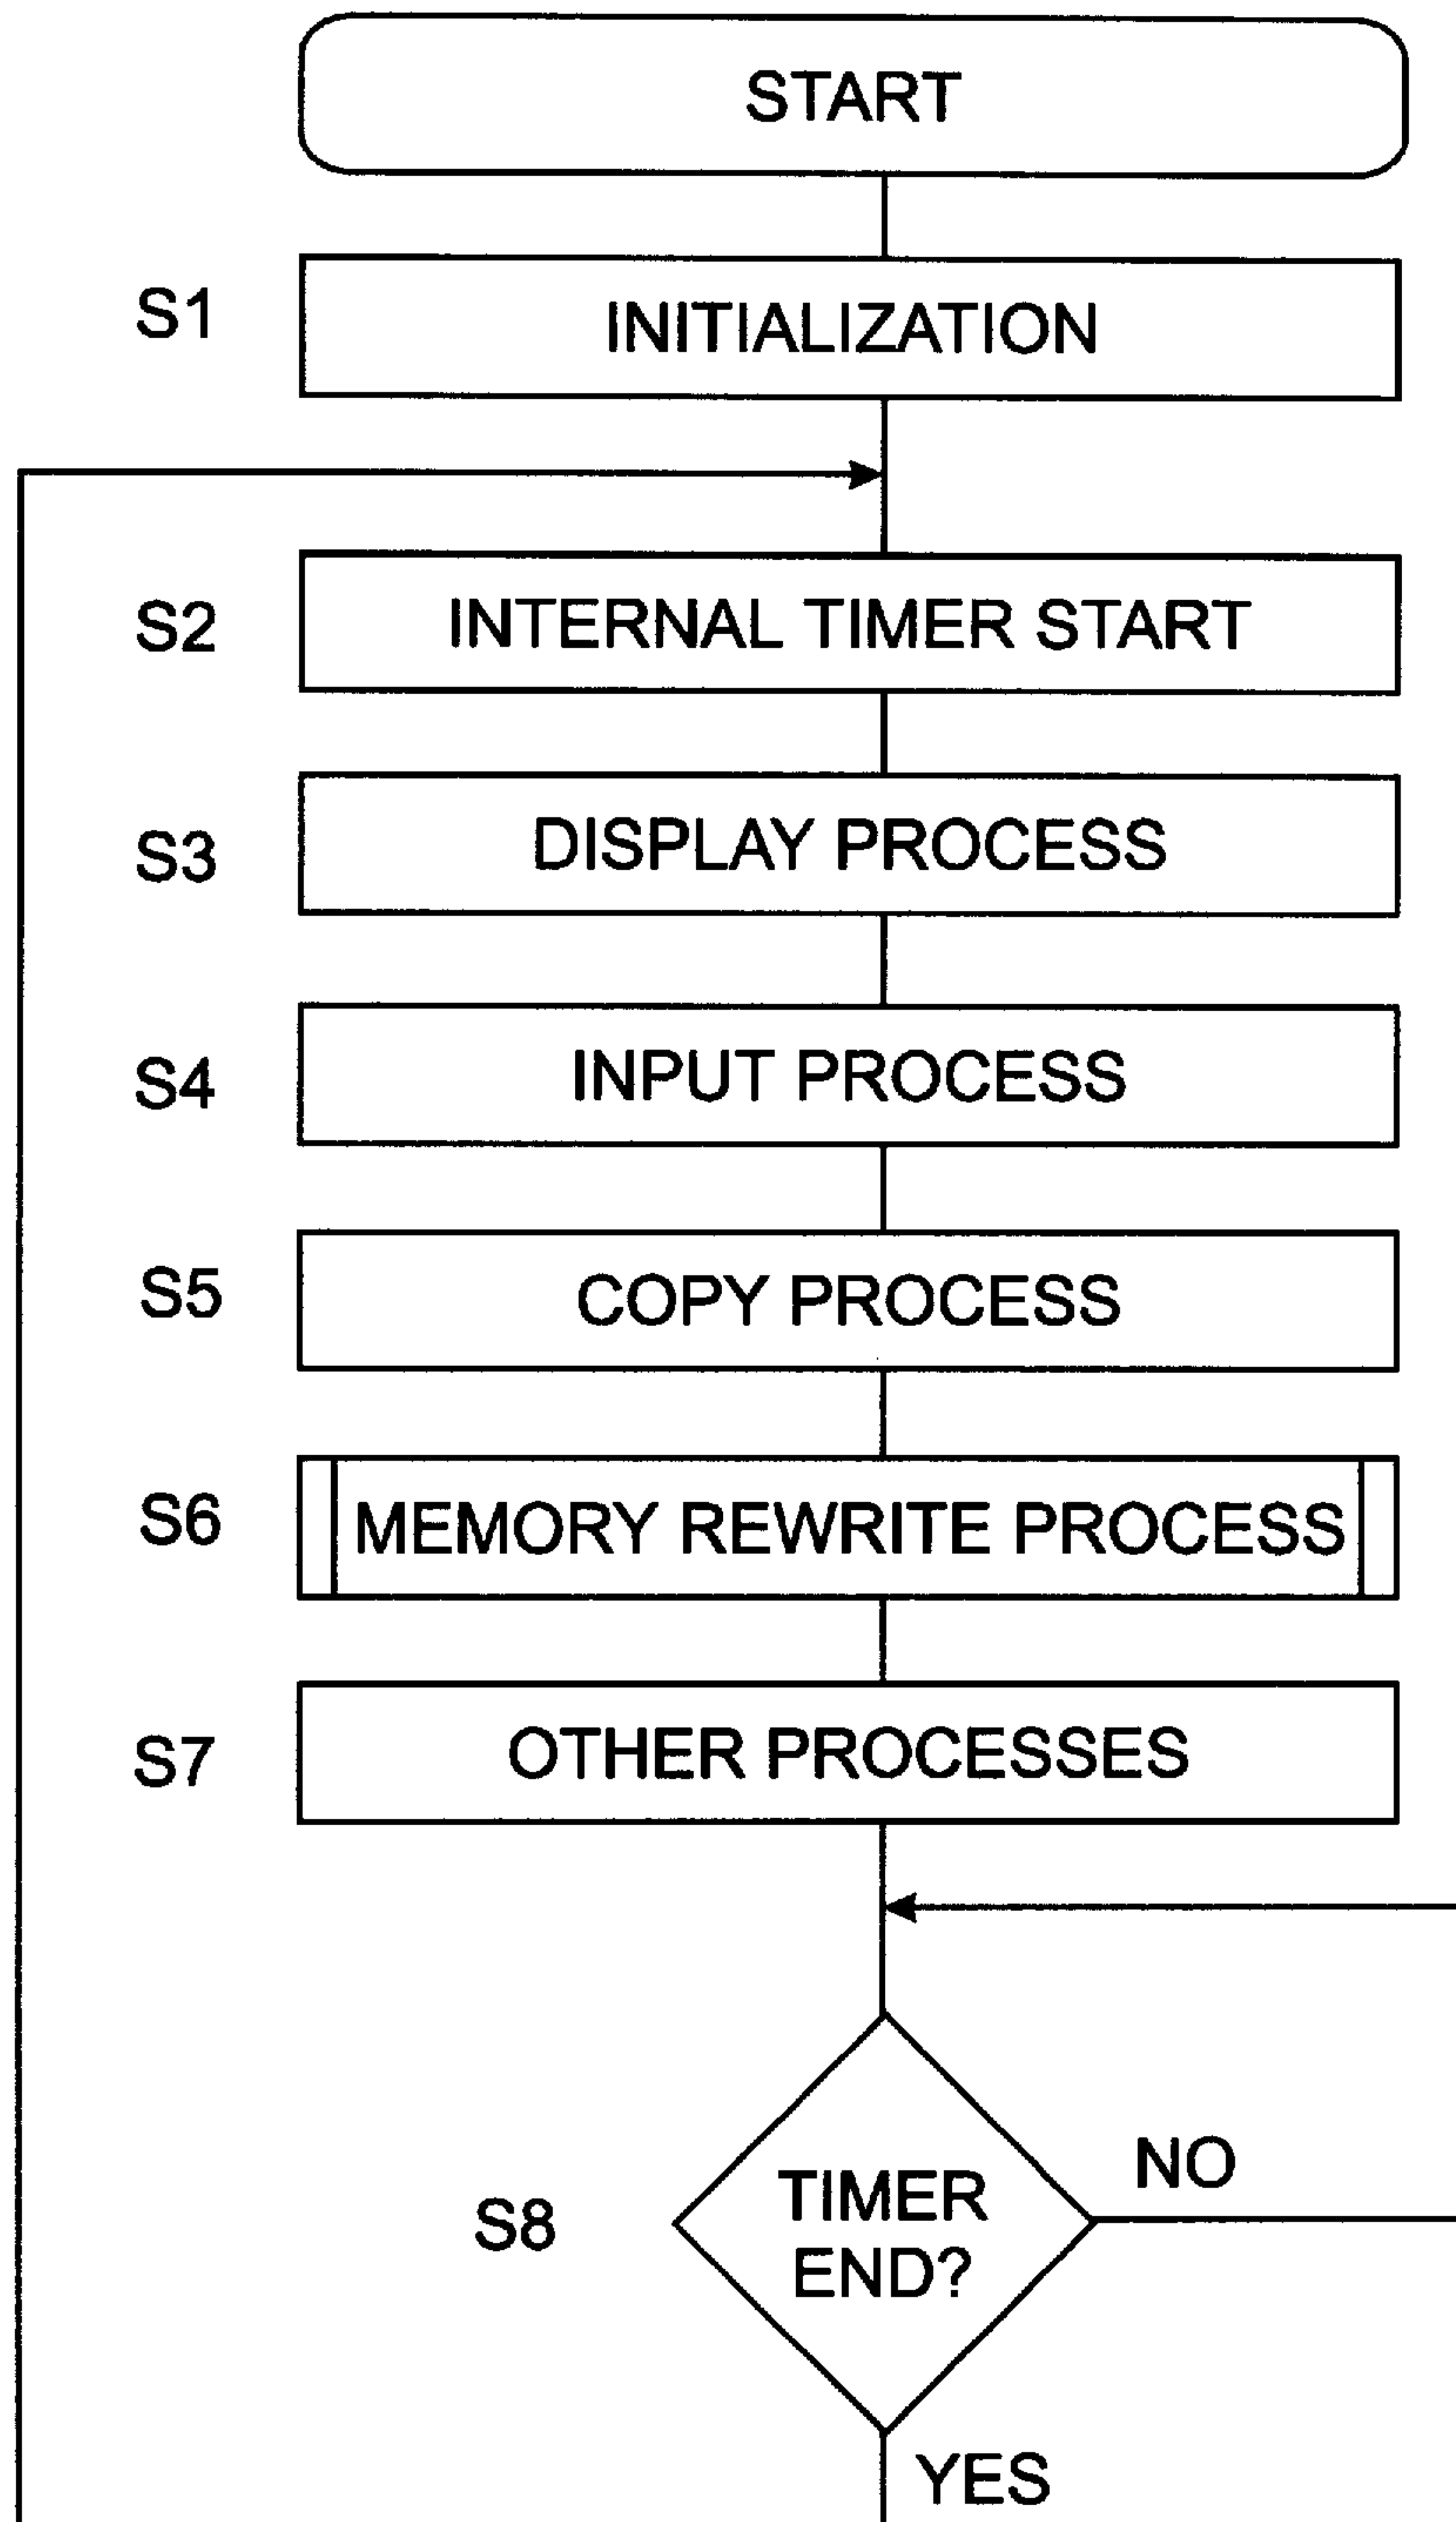 START
S1
INITIALIZATION
S2
INTERNAL TIMER START
S3
DISPLAY PROCESS
S4
INPUT PROCESS
S5
COPY PROCESS
S6
MEMORY REWRITE PROCESS
S7
OTHER PROCESSES
S8
TIMER
END?
NO
YES